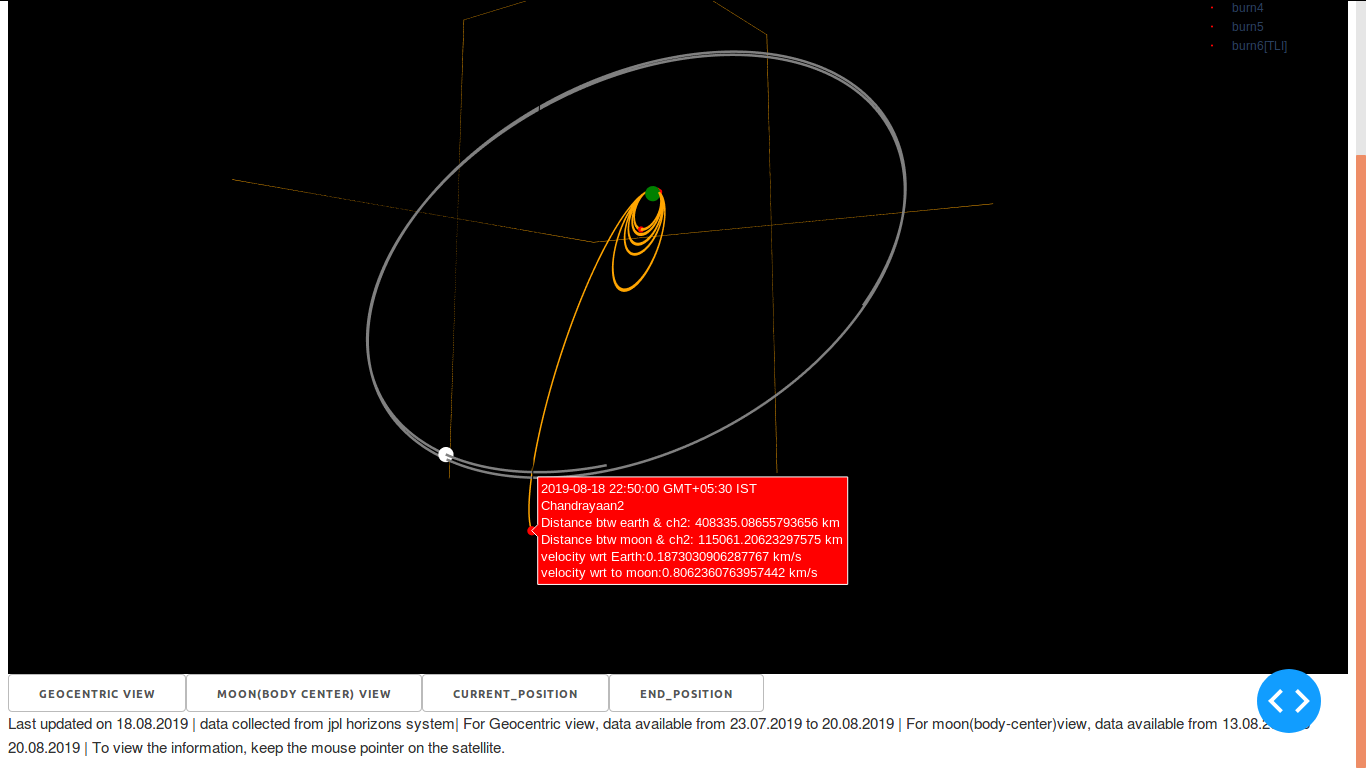 burn4
burn5
burn6[TLI]
2019-08-18 22:50:00 GMT+05:30 IST
Chandrayaan2
Distance btw earth & ch2: 408335.08655793656 km
Distance btw moon & ch2: 115061.20623297575 km
velocity wrt Earth:0.1873030906287767 km/s
velocity wrt to moon:0.8062360763957442 km/s
GEOCENTRIC VIEW MOON(BODY CENTER) VIEW CURRENT_POSITION END_POSITION
Last updated on 18.08.2019 | data collected from jpl horizons system| For Geocentric view, data available from 23.07.2019 to 20.08.2019 | For moon(body-center)view, data available from
20.08.2019 | To view the information, keep the mouse pointer on the satellite.